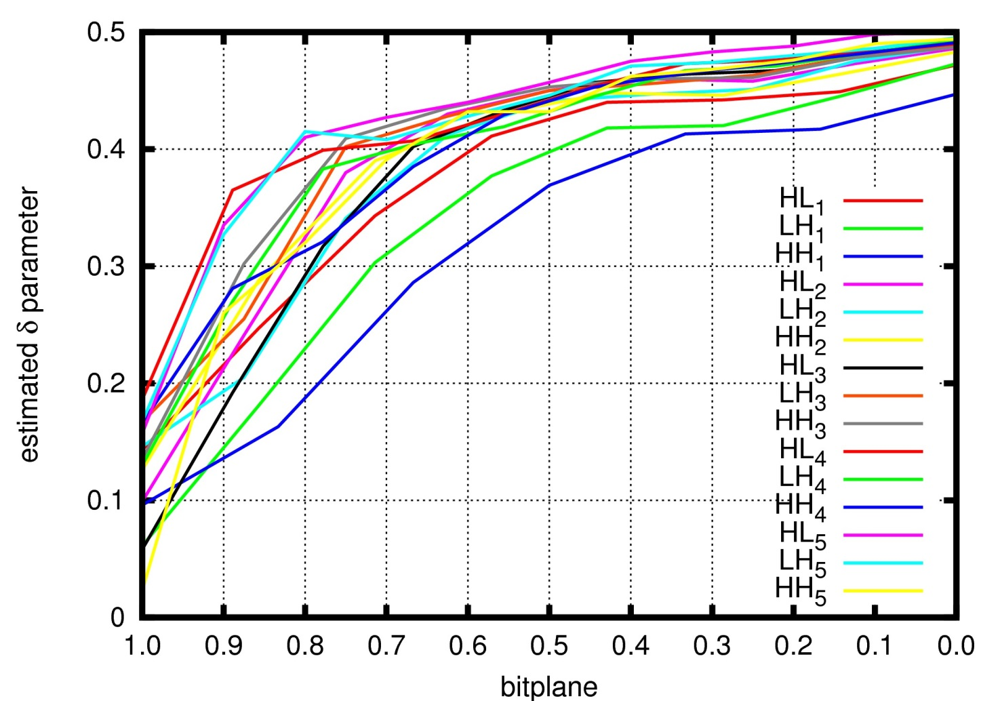 estimated δ parameter
0.5
0.4
0.3
0.2
0.1
0
HL1
LH1
HH1
HL2
LH2
HH2
HL3
LH3
HH3
HL4
LH4
HH4
HL5
LH5
HH5
1.0 0.9 0.8 0.7 0.6 0.5 0.4 0.3 0.2 0.1 0.0
bitplane